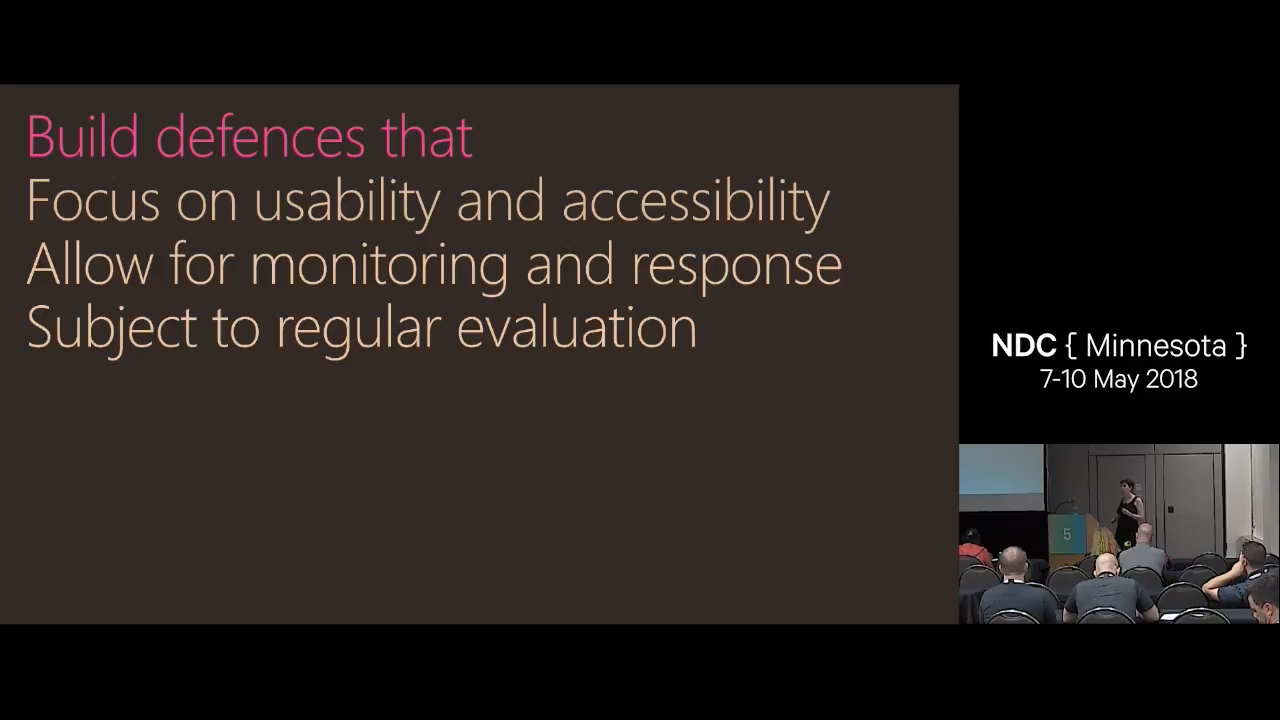 Build defences that
Focus on usability and accessibility
Allow for monitoring and response
Subject to regular evaluation
NDC { Minnesota }
7-10 May 2018
5